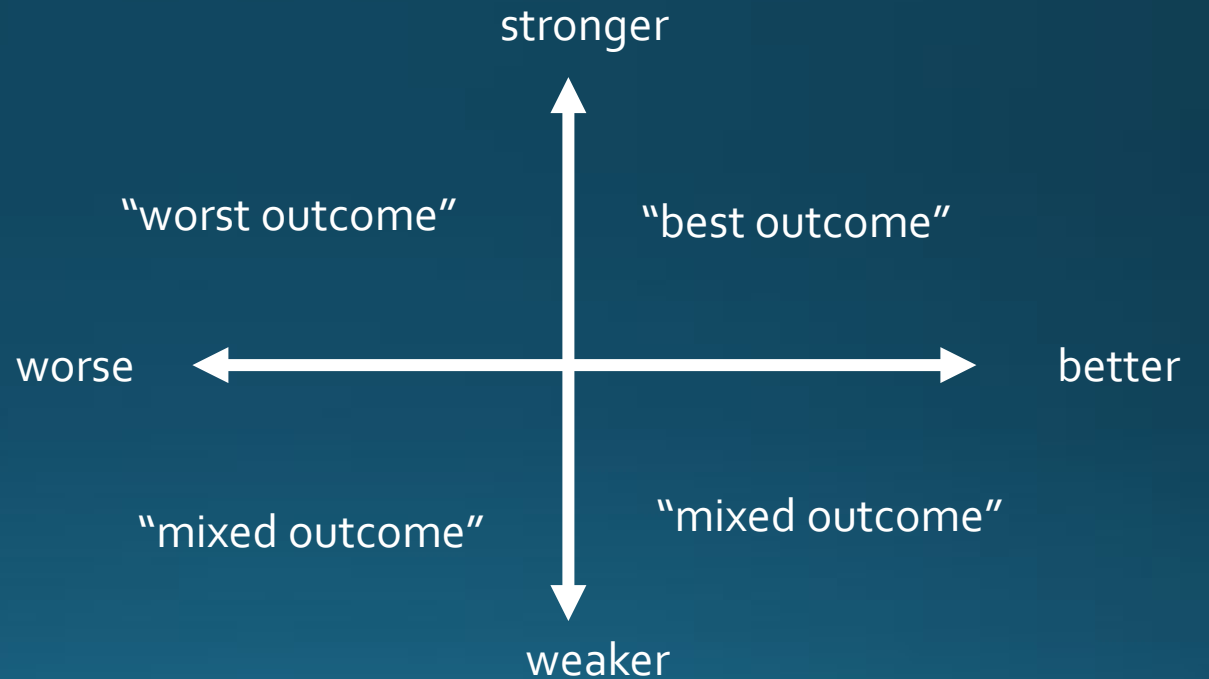 stronger
“worst outcome”
“best outcome”
worse
better
“mixed outcome”
“mixed outcome”
weaker